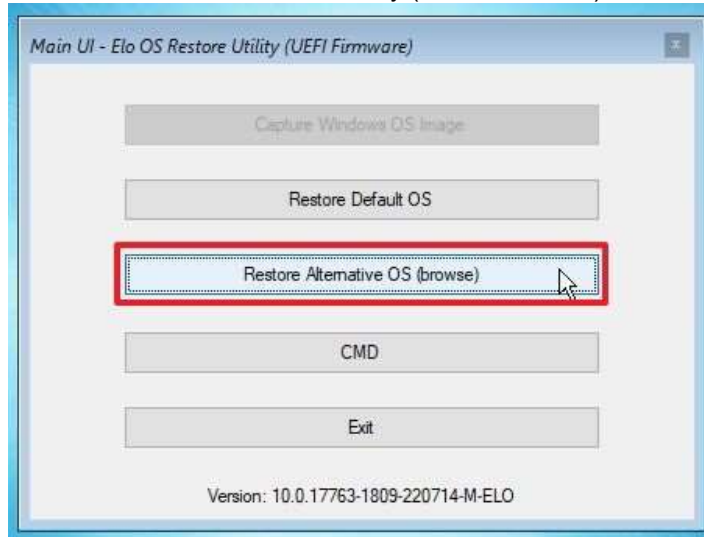 Main UI - Elo OS Restore Utility (UEFI Firmware)
x
Capture Windows OS Image
Restore Default OS
Restore Alternative OS (browse)
CMD
Exit
Version: 10.0.17763-1809-220714-M-ELO